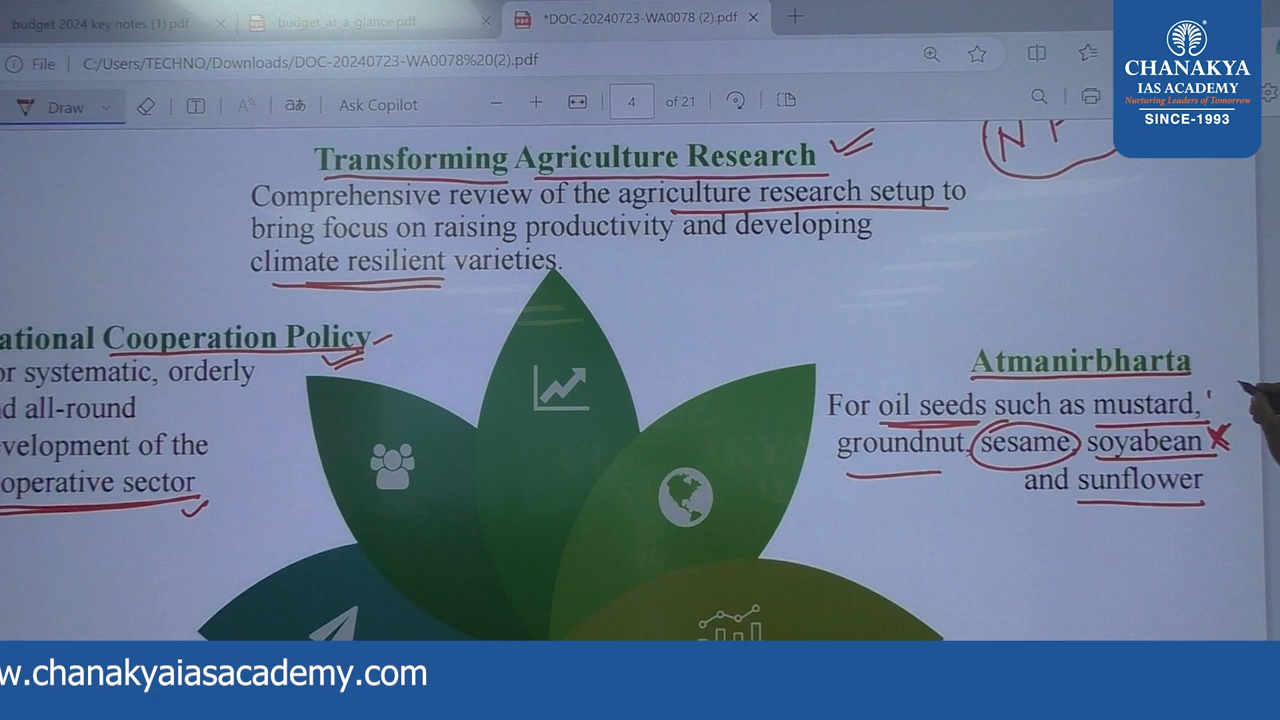 budget 2024 key notes (1).pdf
budget_at_a_glance.pdf
*DOC-20240723-WA0078 (2).pdf
File | C:/Users/TECHNO/Downloads/DOC-20240723-WA0078%20(2).pdf
Draw
Ask Copilot
4 of 21
CHANAKYA
IAS ACADEMY
Nurturing Leaders of Tomorrow
SINCE-1993
N P
Transforming Agriculture Research
Comprehensive review of the agriculture research setup to
bring focus on raising productivity and developing
climate resilient varieties.
ational Cooperation Policy
or systematic, orderly
d all-round
velopment of the
operative sector
Atmanirbharta
For oil seeds such as mustard,
groundnut, sesame, soyabean
and sunflower
w.chanakyaiasacademy.com